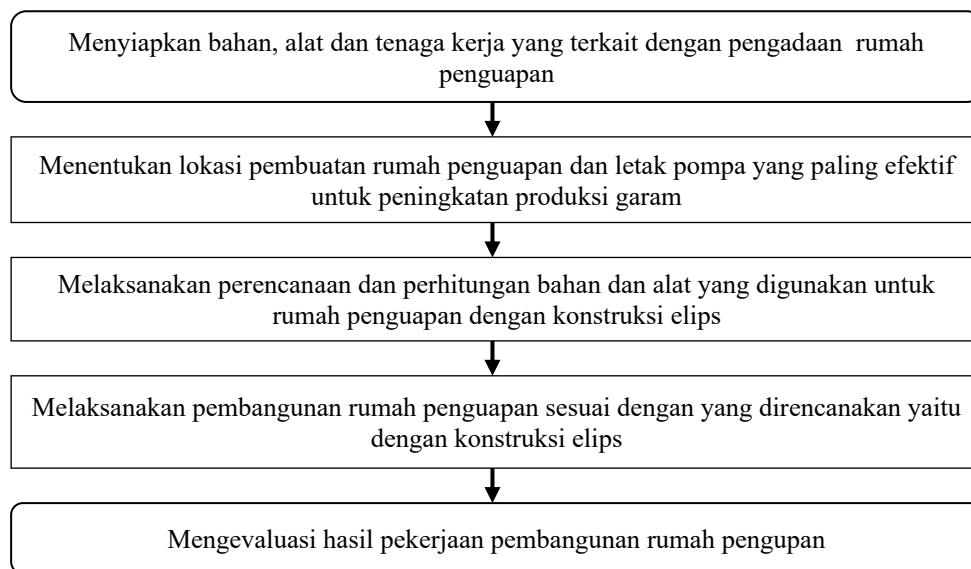 Menyiapkan bahan, alat dan tenaga kerja yang terkait dengan pengadaan rumah
penguapan
Menentukan lokasi pembuatan rumah penguapan dan letak pompa yang paling efektif
untuk peningkatan produksi garam
Melaksanakan perencanaan dan perhitungan bahan dan alat yang digunakan untuk
rumah penguapan dengan konstruksi elips
Melaksanakan pembangunan rumah penguapan sesuai dengan yang direncanakan yaitu
dengan konstruksi elips
Mengevaluasi hasil pekerjaan pembangunan rumah pengupan